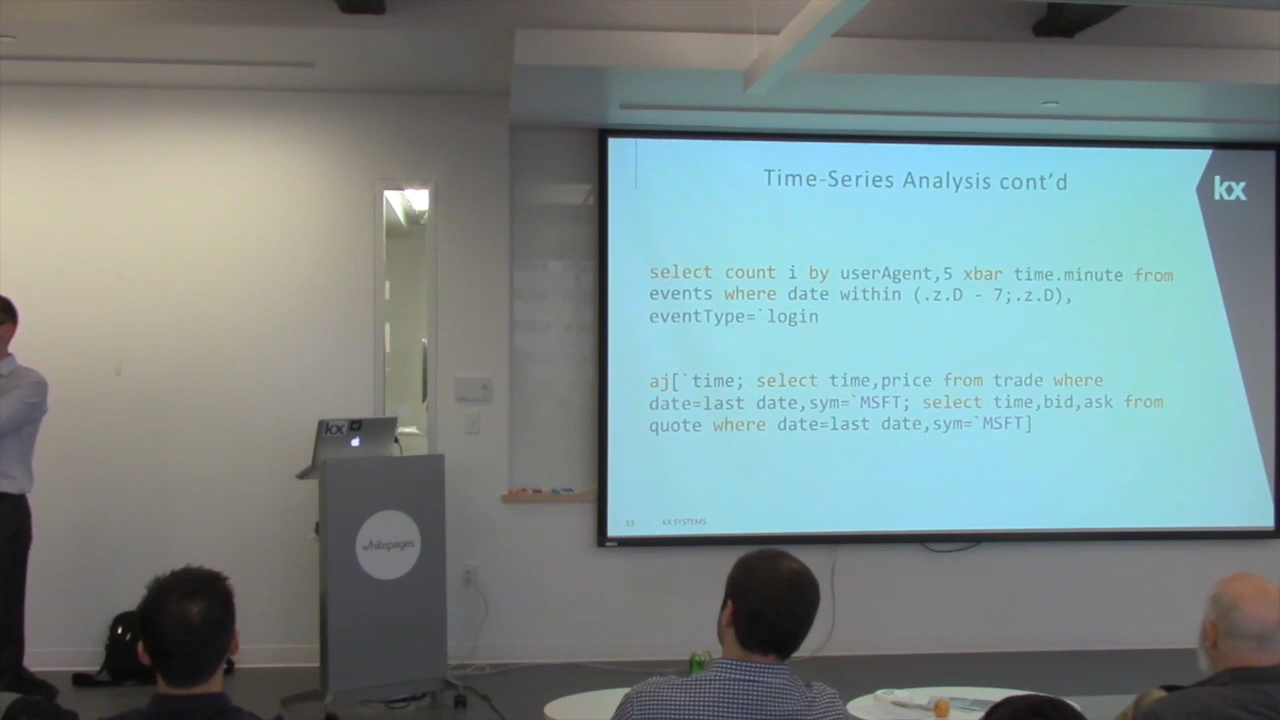 Time-Series Analysis cont'd
kx
select count i by userAgent,5 xbar time.minute from
events where date within (.z.D - 7;.z.D),
eventType=`login
aj[`time; select time,price from trade where
date=last date,sym=`MSFT; select time,bid,ask from
quote where date=last date,sym=`MSFT]
13 KX SYSTEMS
kx
whitepages